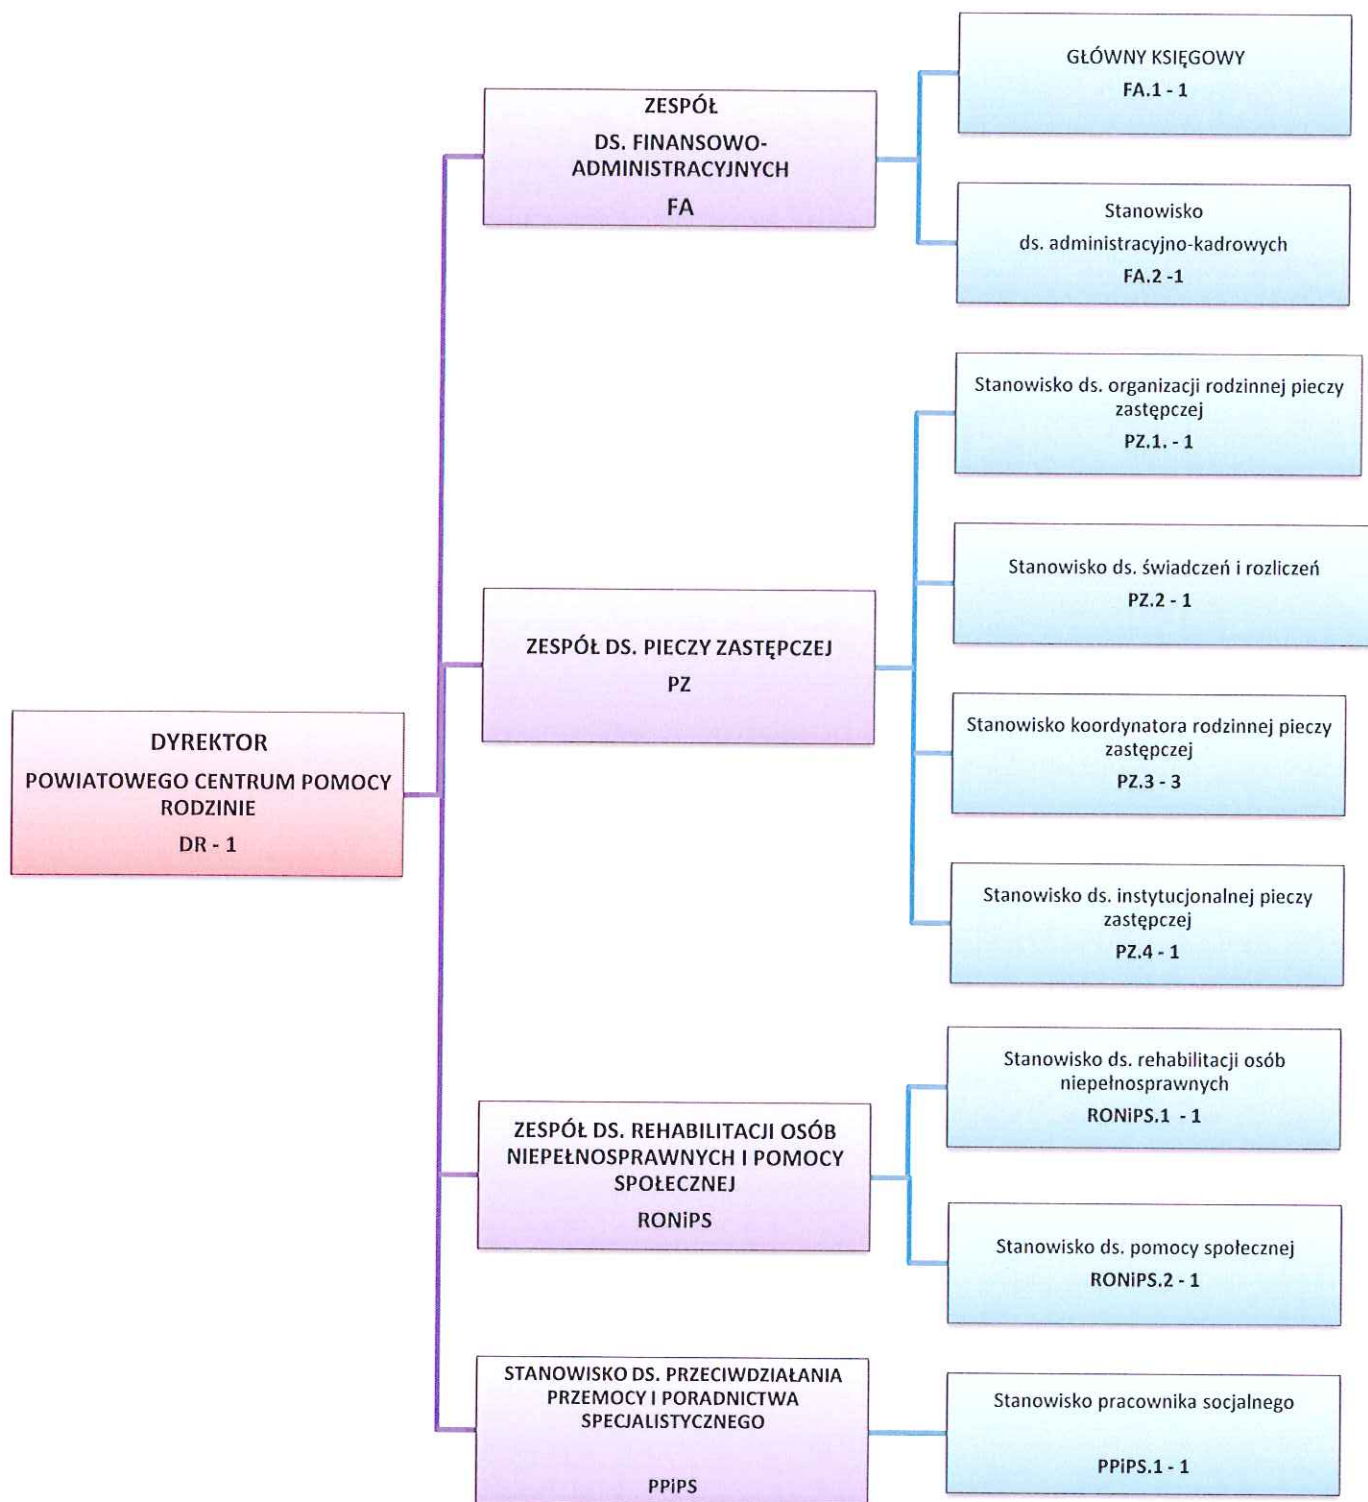 GŁÓWNY KSIĘGOWY
FA.1 - 1
ZESPÓŁ
DS. FINANSOWO-
ADMINISTRACYJNYCH
FA
Stanowisko
ds. administracyjno-kadrowych
FA.2 -1
Stanowisko ds. organizacji rodzinnej pieczy
zastępczej
PZ.1. - 1
Stanowisko ds. świadczeń i rozliczeń
PZ.2 - 1
ZESPÓŁ DS. PIECZY ZASTĘPCZEJ
PZ
Stanowisko koordynatora rodzinnej pieczy
zastępczej
PZ.3 - 3
DYREKTOR
POWIATOWEGO CENTRUM POMOCY
RODZINIE
DR - 1
Stanowisko ds. instytucjonalnej pieczy
zastępczej
PZ.4 - 1
Stanowisko ds. rehabilitacji osób
niepełnosprawnych
RONiPS.1 - 1
ZESPÓŁ DS. REHABILITACJI OSÓB
NIEPEŁNOSPRAWNYCH I POMOCY
SPOŁECZNEJ
RONiPS
Stanowisko ds. pomocy społecznej
RONiPS.2 - 1
STANOWISKO DS. PRZECIWDZIAŁANIA
PRZEMOCY I PORADNICTWA
SPECJALISTYCZNEGO
PPiPS
Stanowisko pracownika socjalnego
PPiPS.1 - 1